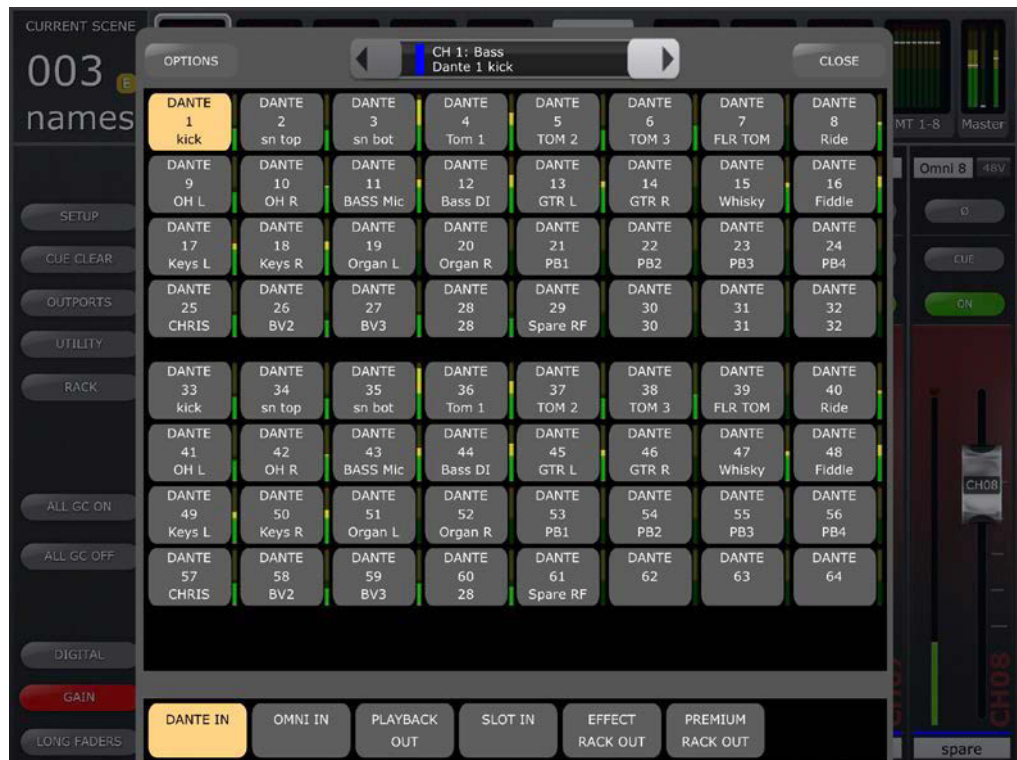 CURRENT SCENE
003 E
names
OPTIONS
CH 1: Bass
Dante 1 kick
CLOSE
MT 1-8 Master
DANTE DANTE DANTE DANTE DANTE DANTE DANTE DANTE
1 2 3 4 5 6 7 8
kick sn top sn bot Tom 1 TOM 2 TOM 3 FLR TOM Ride
DANTE DANTE DANTE DANTE DANTE DANTE DANTE DANTE
9 10 11 12 13 14 15 16
OH L OH R BASS Mic Bass DI GTR L GTR R Whisky Fiddle
DANTE DANTE DANTE DANTE DANTE DANTE DANTE DANTE
17 18 19 20 21 22 23 24
Keys L Keys R Organ L Organ R PB1 PB2 PB3 PB4
DANTE DANTE DANTE DANTE DANTE DANTE DANTE DANTE
25 26 27 28 29 30 31 32
CHRIS BV2 BV3 28 Spare RF 30 31 32
DANTE DANTE DANTE DANTE DANTE DANTE DANTE DANTE
33 34 35 36 37 38 39 40
kick sn top sn bot Tom 1 TOM 2 TOM 3 FLR TOM Ride
DANTE DANTE DANTE DANTE DANTE DANTE DANTE DANTE
41 42 43 44 45 46 47 48
OH L OH R BASS Mic Bass DI GTR L GTR R Whisky Fiddle
DANTE DANTE DANTE DANTE DANTE DANTE DANTE DANTE
49 50 51 52 53 54 55 56
Keys L Keys R Organ L Organ R PB1 PB2 PB3 PB4
DANTE DANTE DANTE DANTE DANTE DANTE DANTE DANTE
57 58 59 60 61 62 63 64
CHRIS BV2 BV3 28 Spare RF
DANTE IN OMNI IN PLAYBACK SLOT IN EFFECT PREMIUM
OUT RACK OUT RACK OUT
SETUP
CUE CLEAR
OUTPORTS
UTILITY
RACK
ALL GC ON
ALL GC OFF
DIGITAL
GAIN
LONG FADERS
Omni 8 48V
Ø
CUE
ON
CH08
CH08
spare